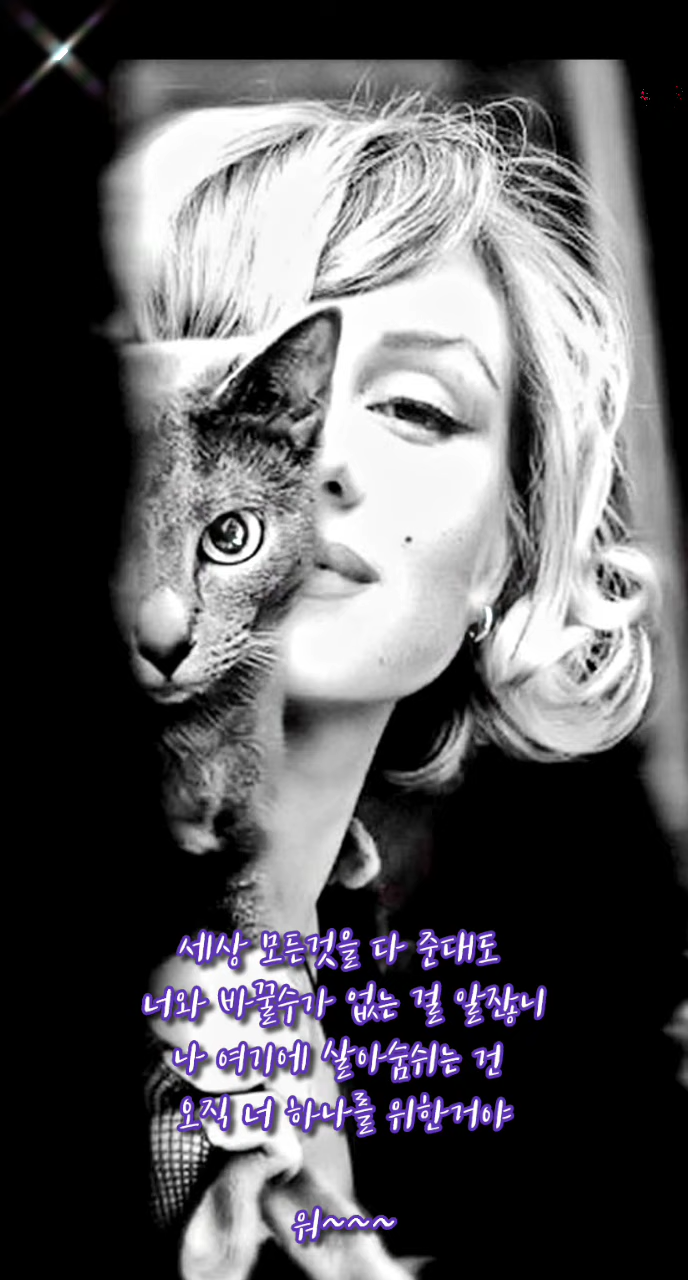 세상 모든것을 다 준대도
너와 바꿀수가 없는 걸 알잖니
나 여기에 살아숨쉬는 건
오직 너 하나를 위한거야
워~~~